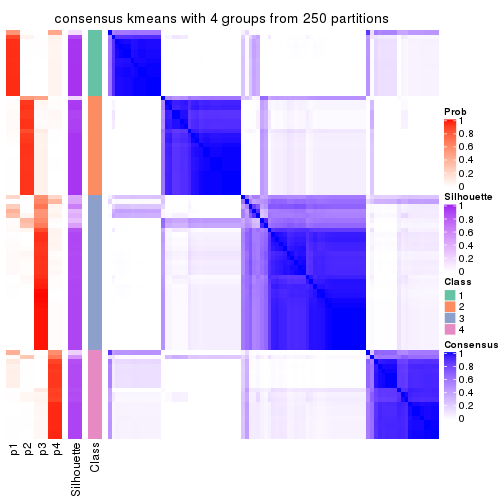 consensus kmeans with 4 groups from 250 partitions
Prob
1
0.8
0.6
0.4
0.2
0
Silhouette
1
0.8
0.6
0.4
0.2
0
Class
1
2
3
4
Consensus
1
0.8
0.6
0.4
0.2
0
p1
p2
p3
p4
Silhouette
Class